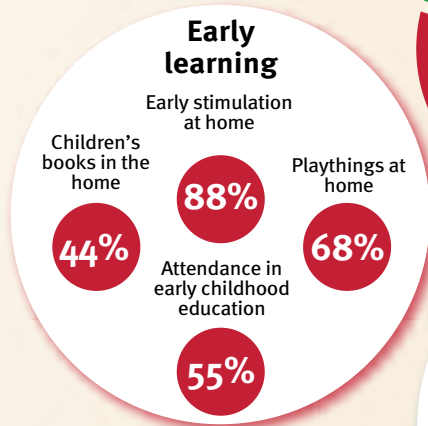 Early
learning
Early stimulation
at home
88%
Children’s
books in the
home
44%
Playthings at
home
68%
Attendance in
early childhood
education
55%